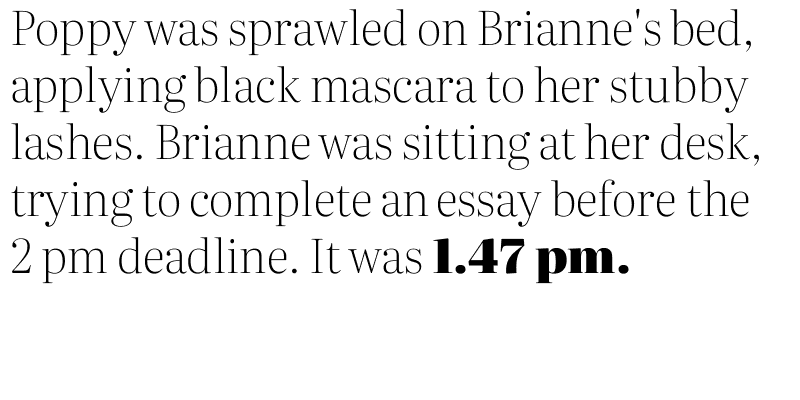 Poppy was sprawled on Brianne's bed,
applying black mascara to her stubby
lashes. Brianne was sitting at her desk,
trying to complete an essay before the
2 pm deadline. It was 1.47 pm.